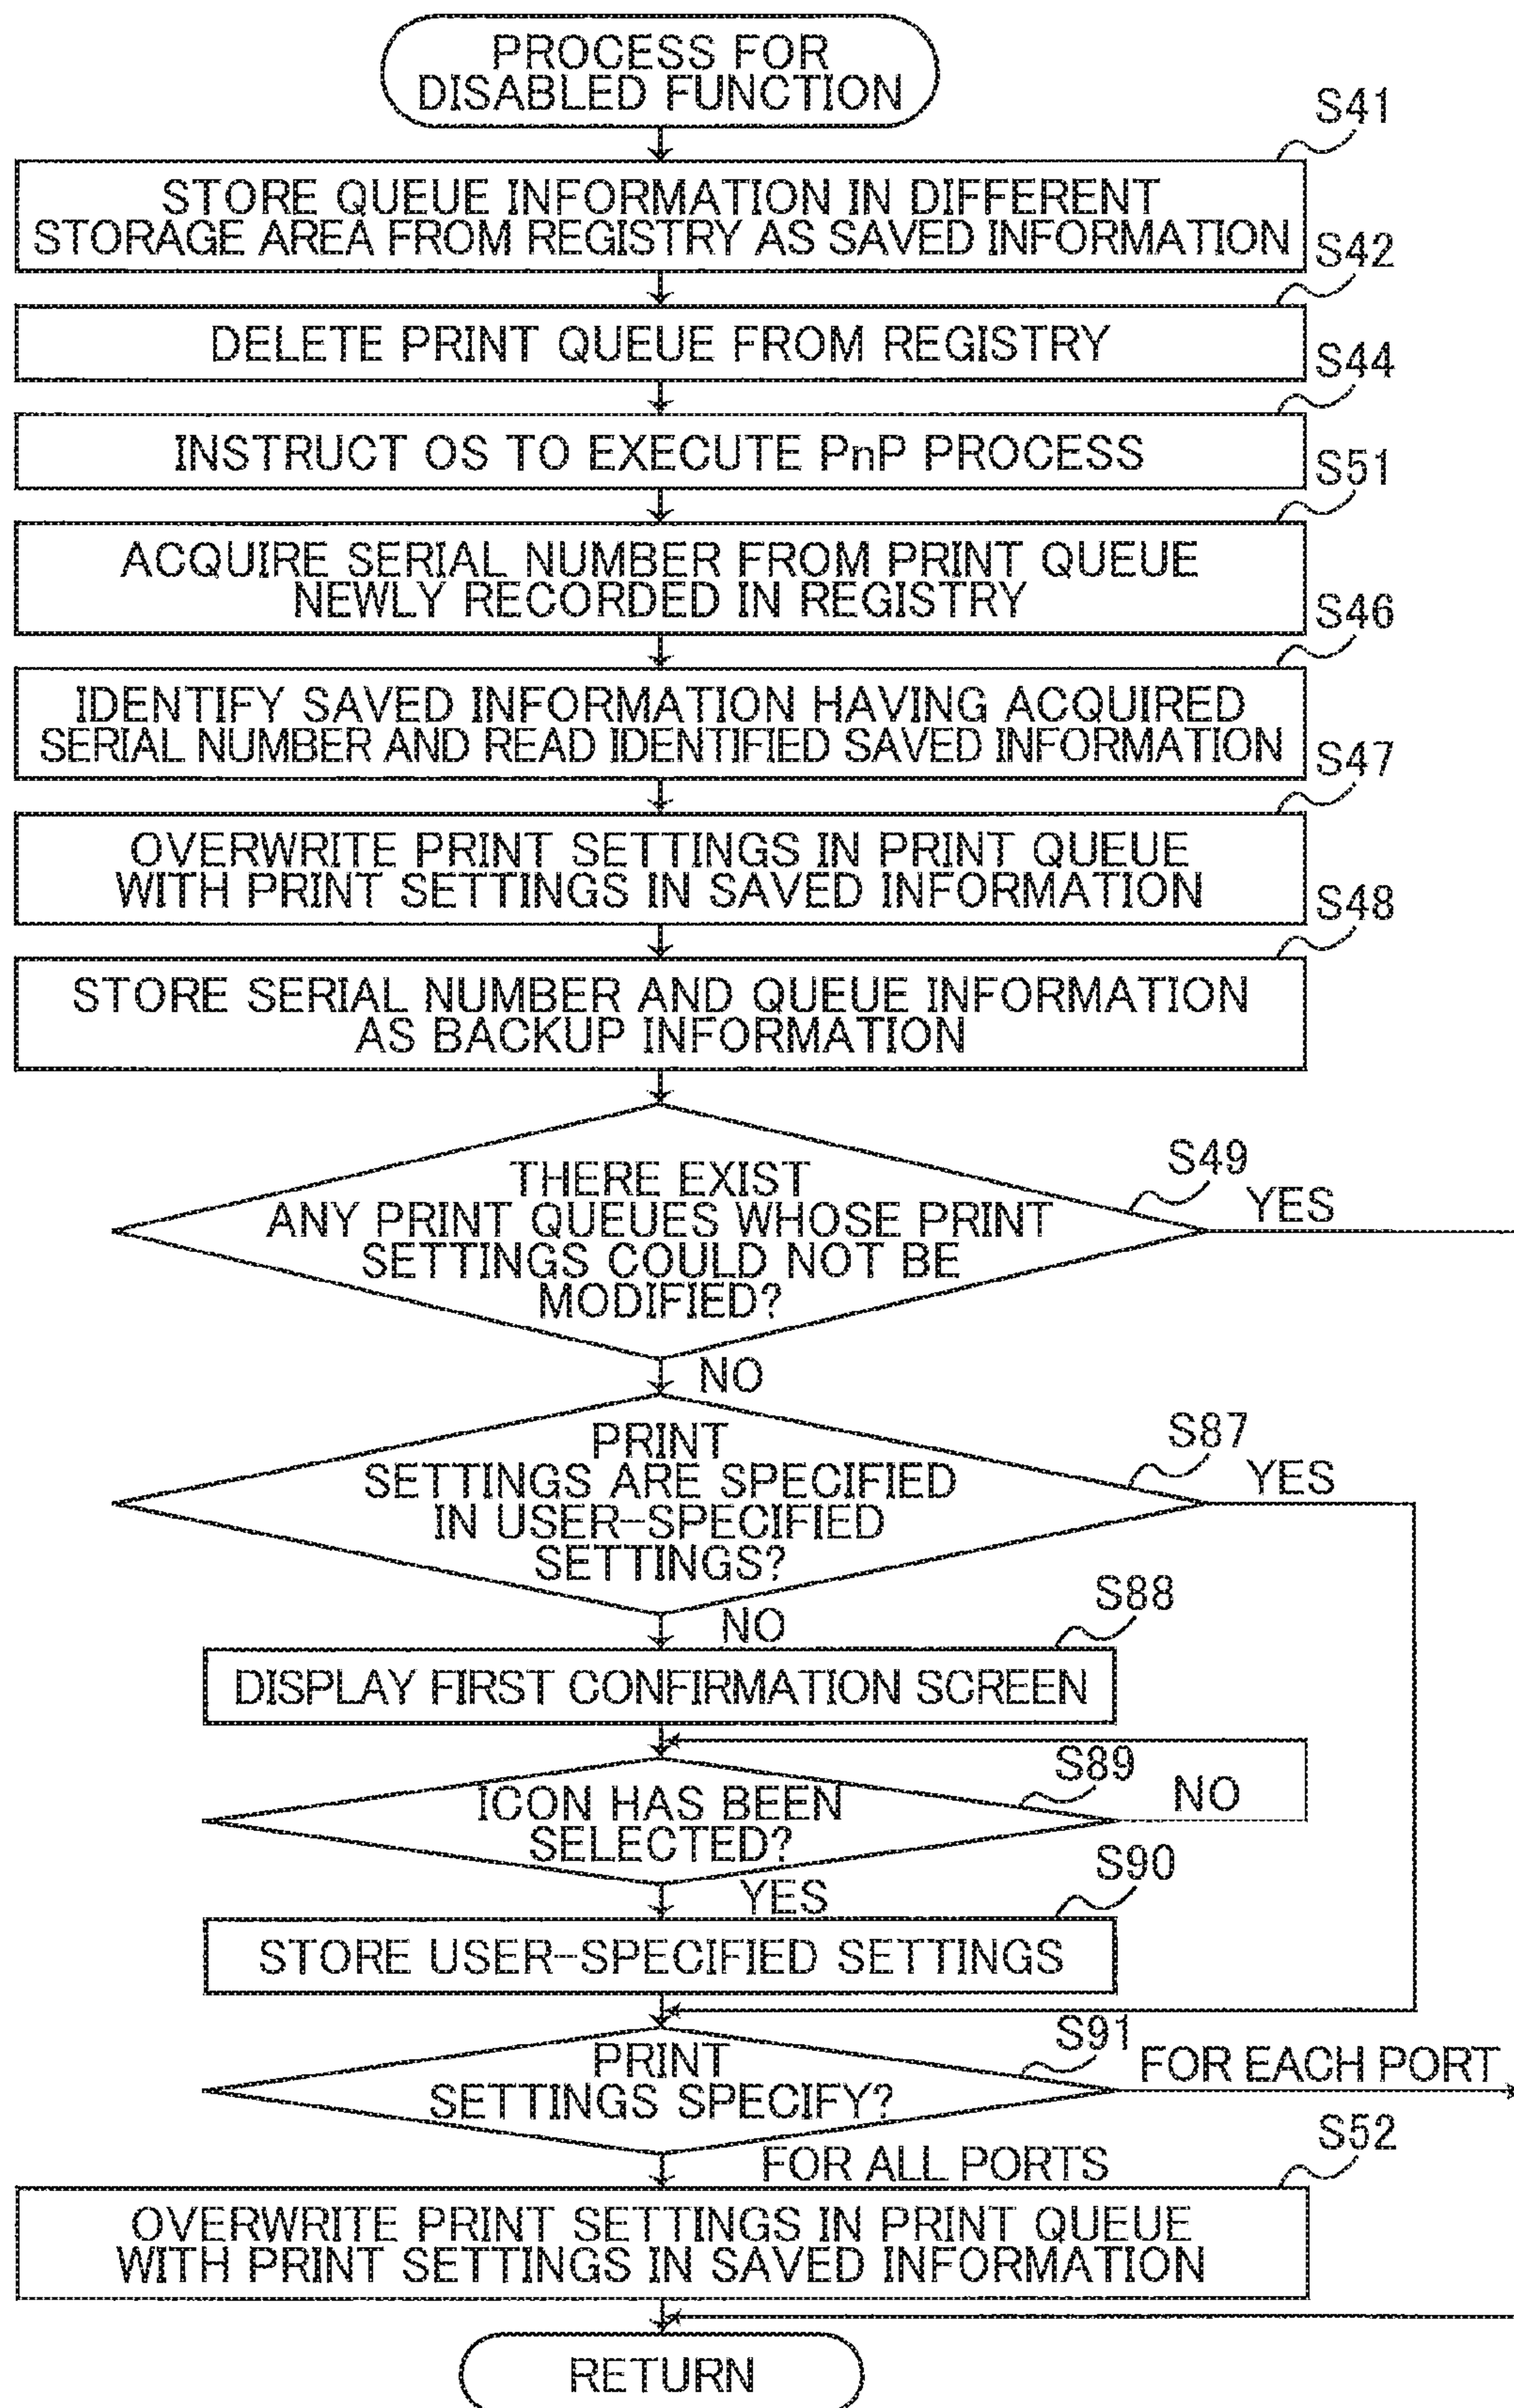 PROCESS FOR
DISABLED FUNCTION
S41
STORE QUEUE INFORMATION IN DIFFERENT
STORAGE AREA FROM REGISTRY AS SAVED INFORMATION
S42
DELETE PRINT QUEUE FROM REGISTRY
S44
INSTRUCT OS TO EXECUTE PnP PROCESS
S51
ACQUIRE SERIAL NUMBER FROM PRINT QUEUE
NEWLY RECORDED IN REGISTRY
S46
IDENTIFY SAVED INFORMATION HAVING ACQUIRED
SERIAL NUMBER AND READ IDENTIFIED SAVED INFORMATION
S47
OVERWRITE PRINT SETTINGS IN PRINT QUEUE
WITH PRINT SETTINGS IN SAVED INFORMATION
S48
STORE SERIAL NUMBER AND QUEUE INFORMATION
AS BACKUP INFORMATION
S49
THERE EXIST
ANY PRINT QUEUES WHOSE PRINT
SETTINGS COULD NOT BE
MODIFIED?
YES
NO
S87
PRINT
SETTINGS ARE SPECIFIED
IN USER-SPECIFIED
SETTINGS?
YES
NO
S88
DISPLAY FIRST CONFIRMATION SCREEN
S89
ICON HAS BEEN
SELECTED?
NO
YES
S90
STORE USER-SPECIFIED SETTINGS
S91
PRINT
SETTINGS SPECIFY?
FOR EACH PORT
FOR ALL PORTS
S52
OVERWRITE PRINT SETTINGS IN PRINT QUEUE
WITH PRINT SETTINGS IN SAVED INFORMATION
RETURN